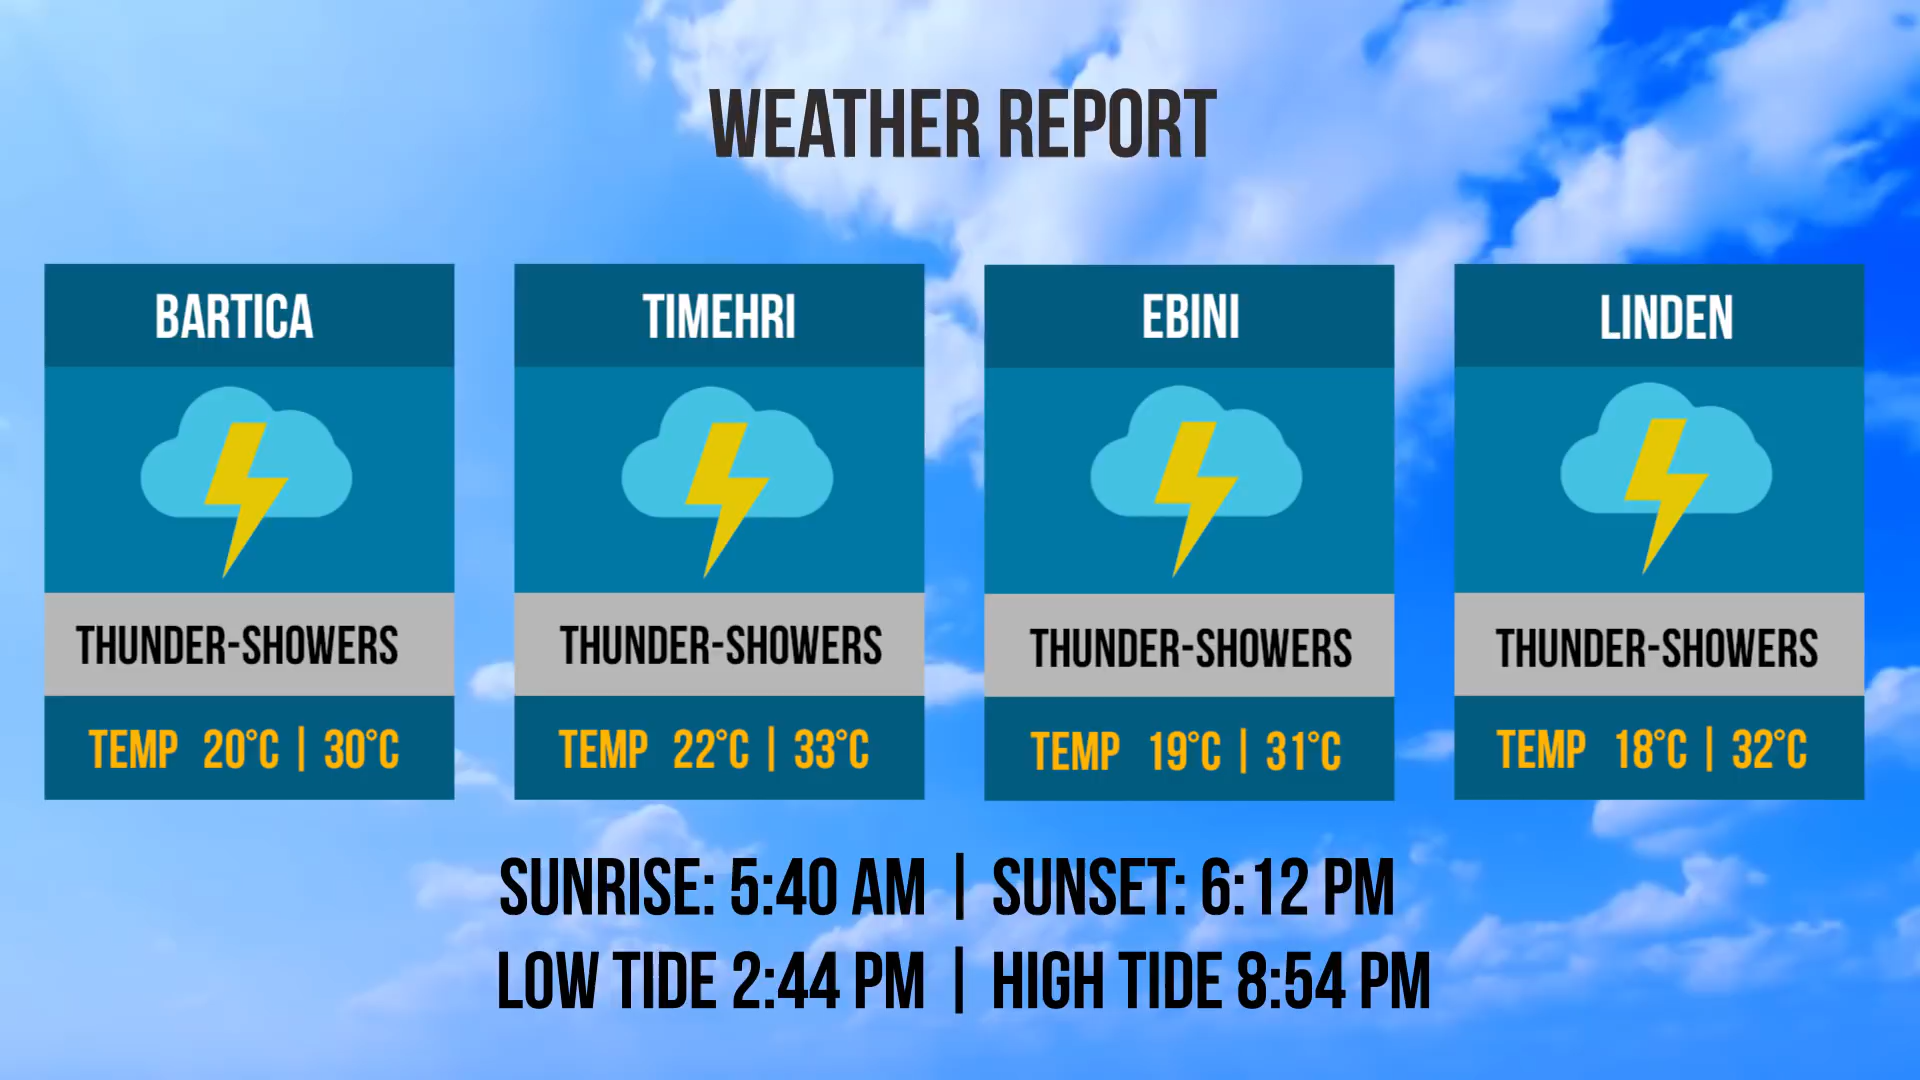 WEATHER REPORT
BARTICA
THUNDER-SHOWERS
TEMP 20°C | 30°C
TIMEHRI
THUNDER-SHOWERS
TEMP 22°C | 33°C
EBINI
THUNDER-SHOWERS
TEMP 19°C | 31°C
LINDEN
THUNDER-SHOWERS
TEMP 18°C | 32°C
SUNRISE: 5:40 AM | SUNSET: 6:12 PM
LOW TIDE 2:44 PM | HIGH TIDE 8:54 PM